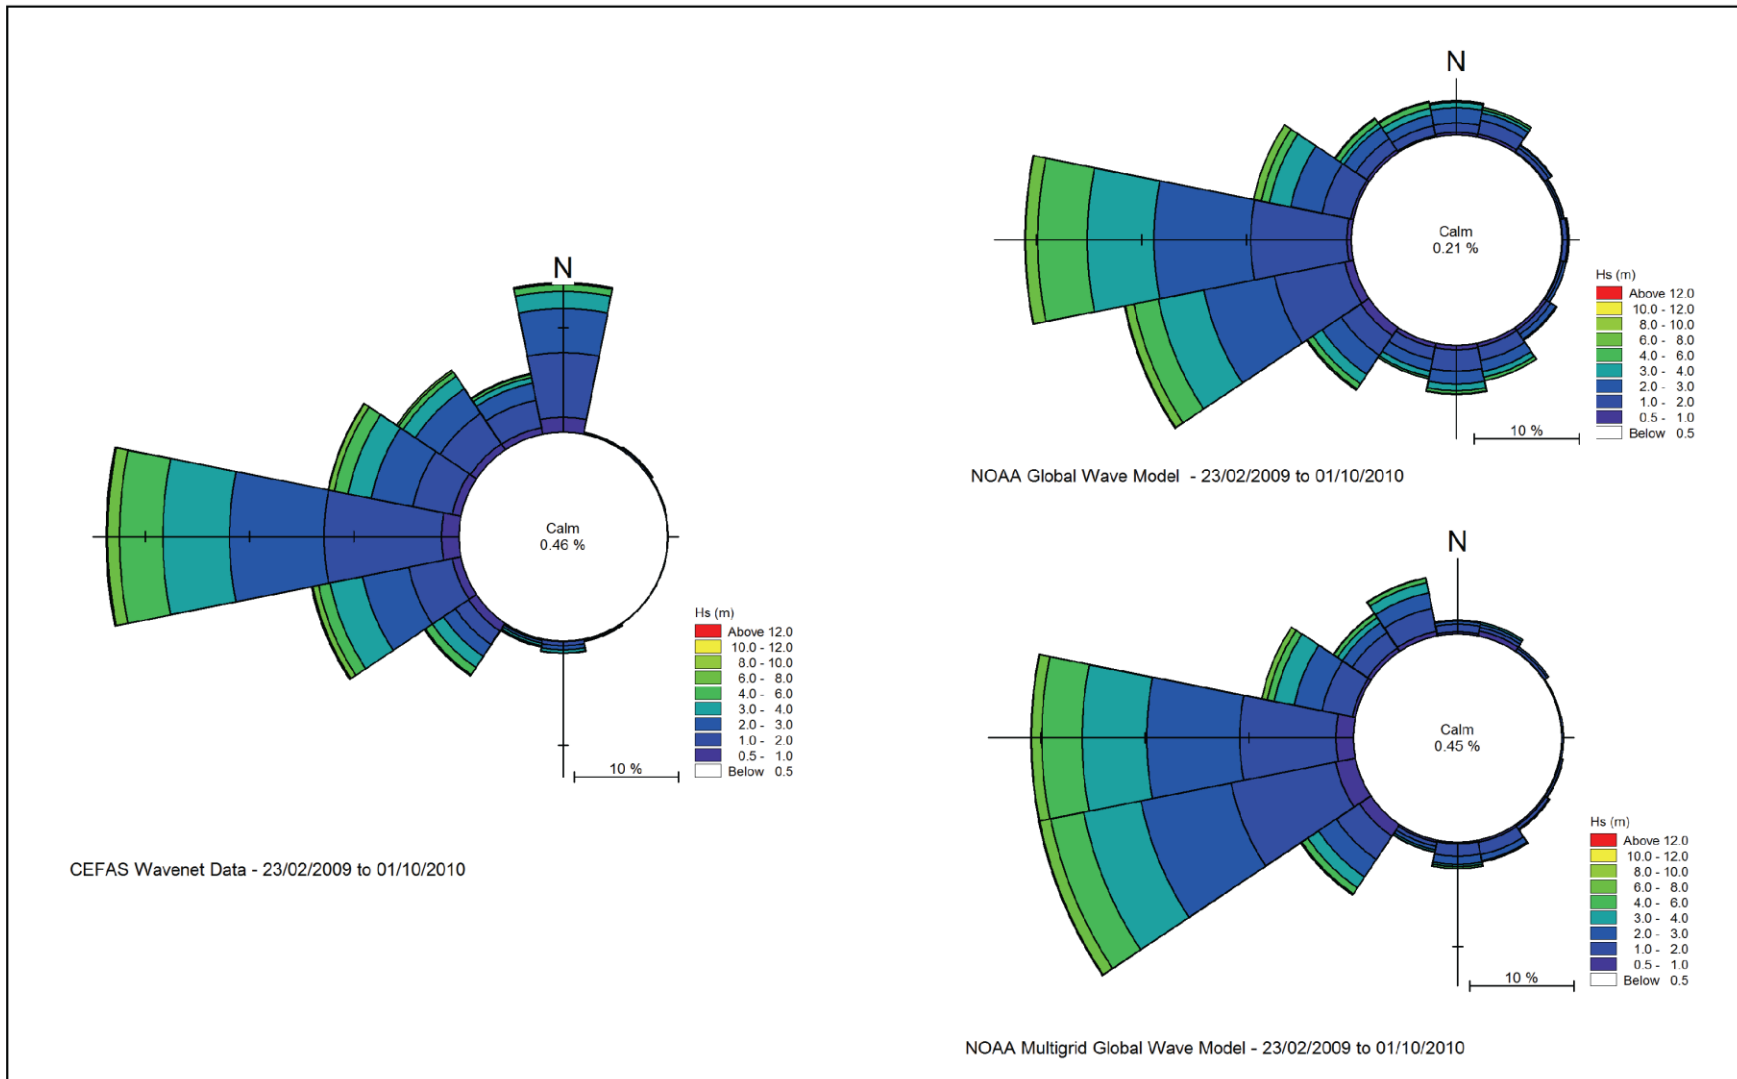 N
Calm
0.46 %
Hs (m)
Above 12.0
10.0 - 12.0
8.0 - 10.0
6.0 - 8.0
4.0 - 6.0
3.0 - 4.0
2.0 - 3.0
1.0 - 2.0
0.5 - 1.0
Below 0.5
10 %
CEFAS Wavenet Data - 23/02/2009 to 01/10/2010
N
Calm
0.21 %
Hs (m)
Above 12.0
10.0 - 12.0
8.0 - 10.0
6.0 - 8.0
4.0 - 6.0
3.0 - 4.0
2.0 - 3.0
1.0 - 2.0
0.5 - 1.0
Below 0.5
10 %
NOAA Global Wave Model - 23/02/2009 to 01/10/2010
N
Calm
0.45 %
Hs (m)
Above 12.0
10.0 - 12.0
8.0 - 10.0
6.0 - 8.0
4.0 - 6.0
3.0 - 4.0
2.0 - 3.0
1.0 - 2.0
0.5 - 1.0
Below 0.5
10 %
NOAA Multigrid Global Wave Model - 23/02/2009 to 01/10/2010